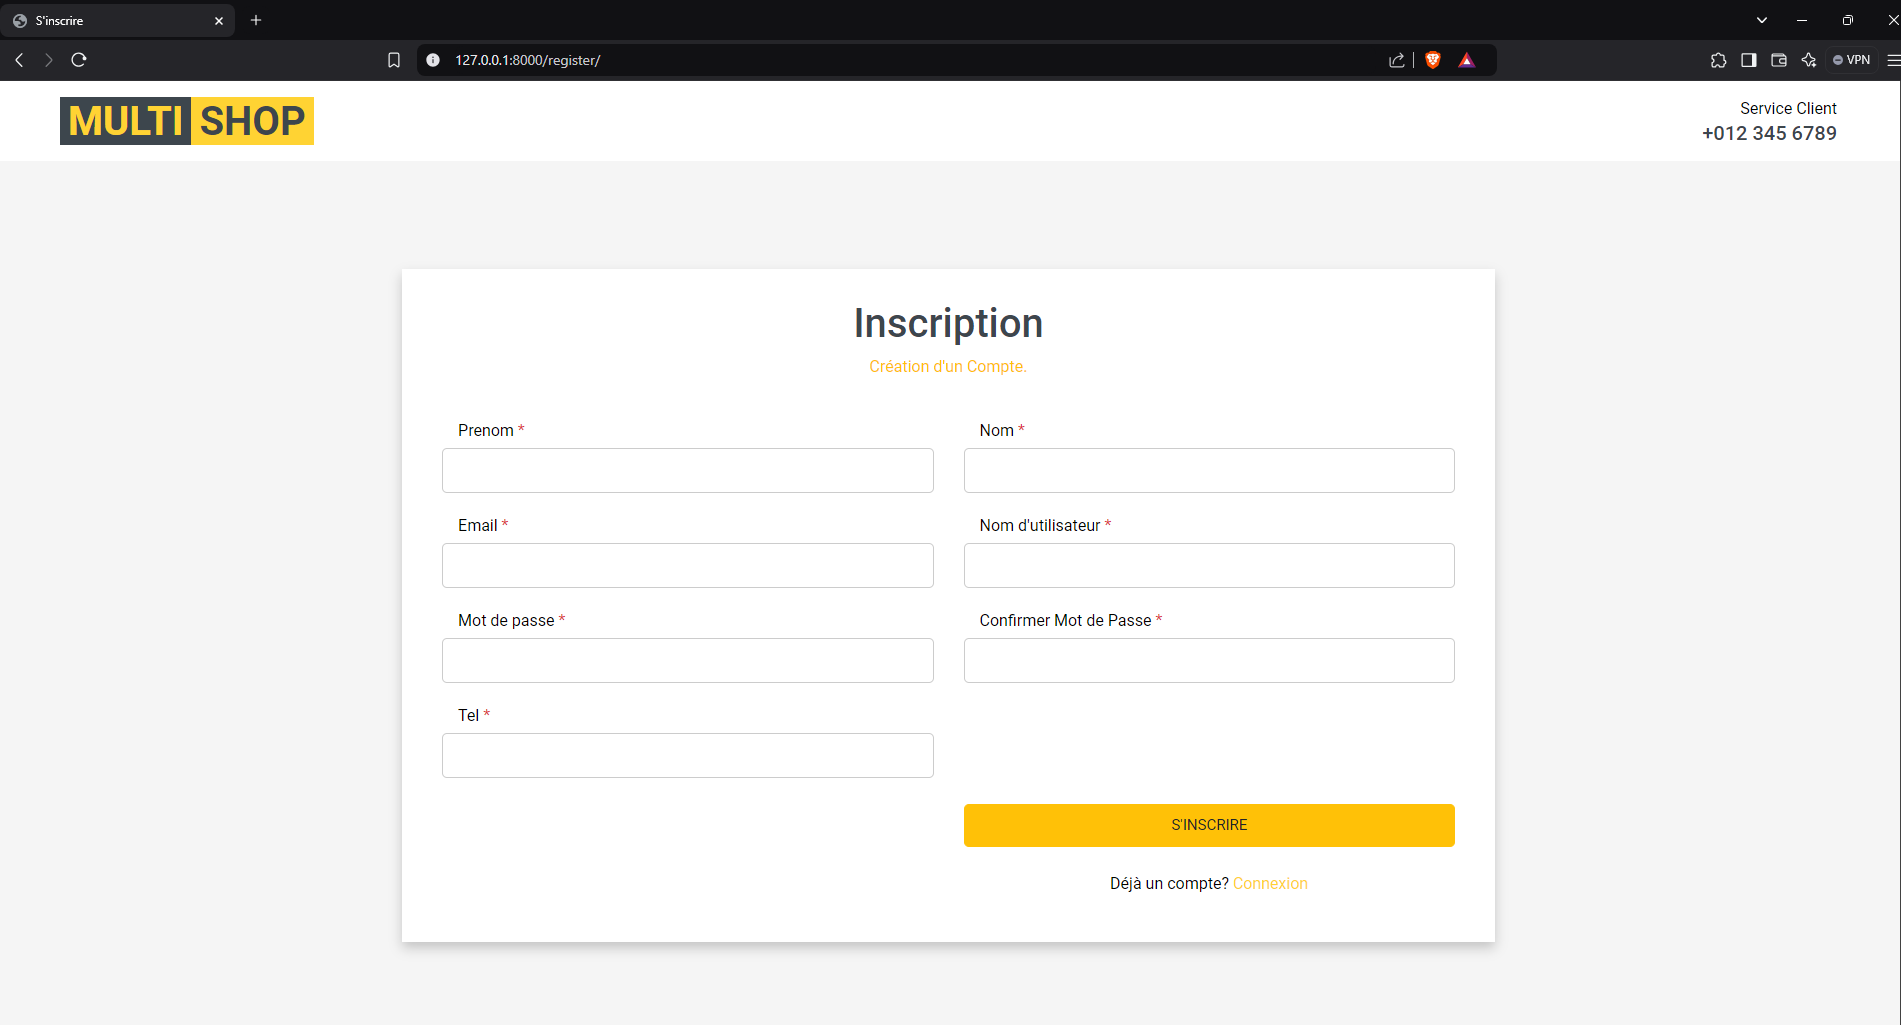 S'inscrire
127.0.0.1:8000/register/
VPN
MULTI SHOP
Service Client
+012 345 6789
Inscription
Création d'un Compte.
Prenom *
Nom *
Email *
Nom d'utilisateur *
Mot de passe *
Confirmer Mot de Passe *
Tel *
S'INSCRIRE
Déjà un compte? Connexion